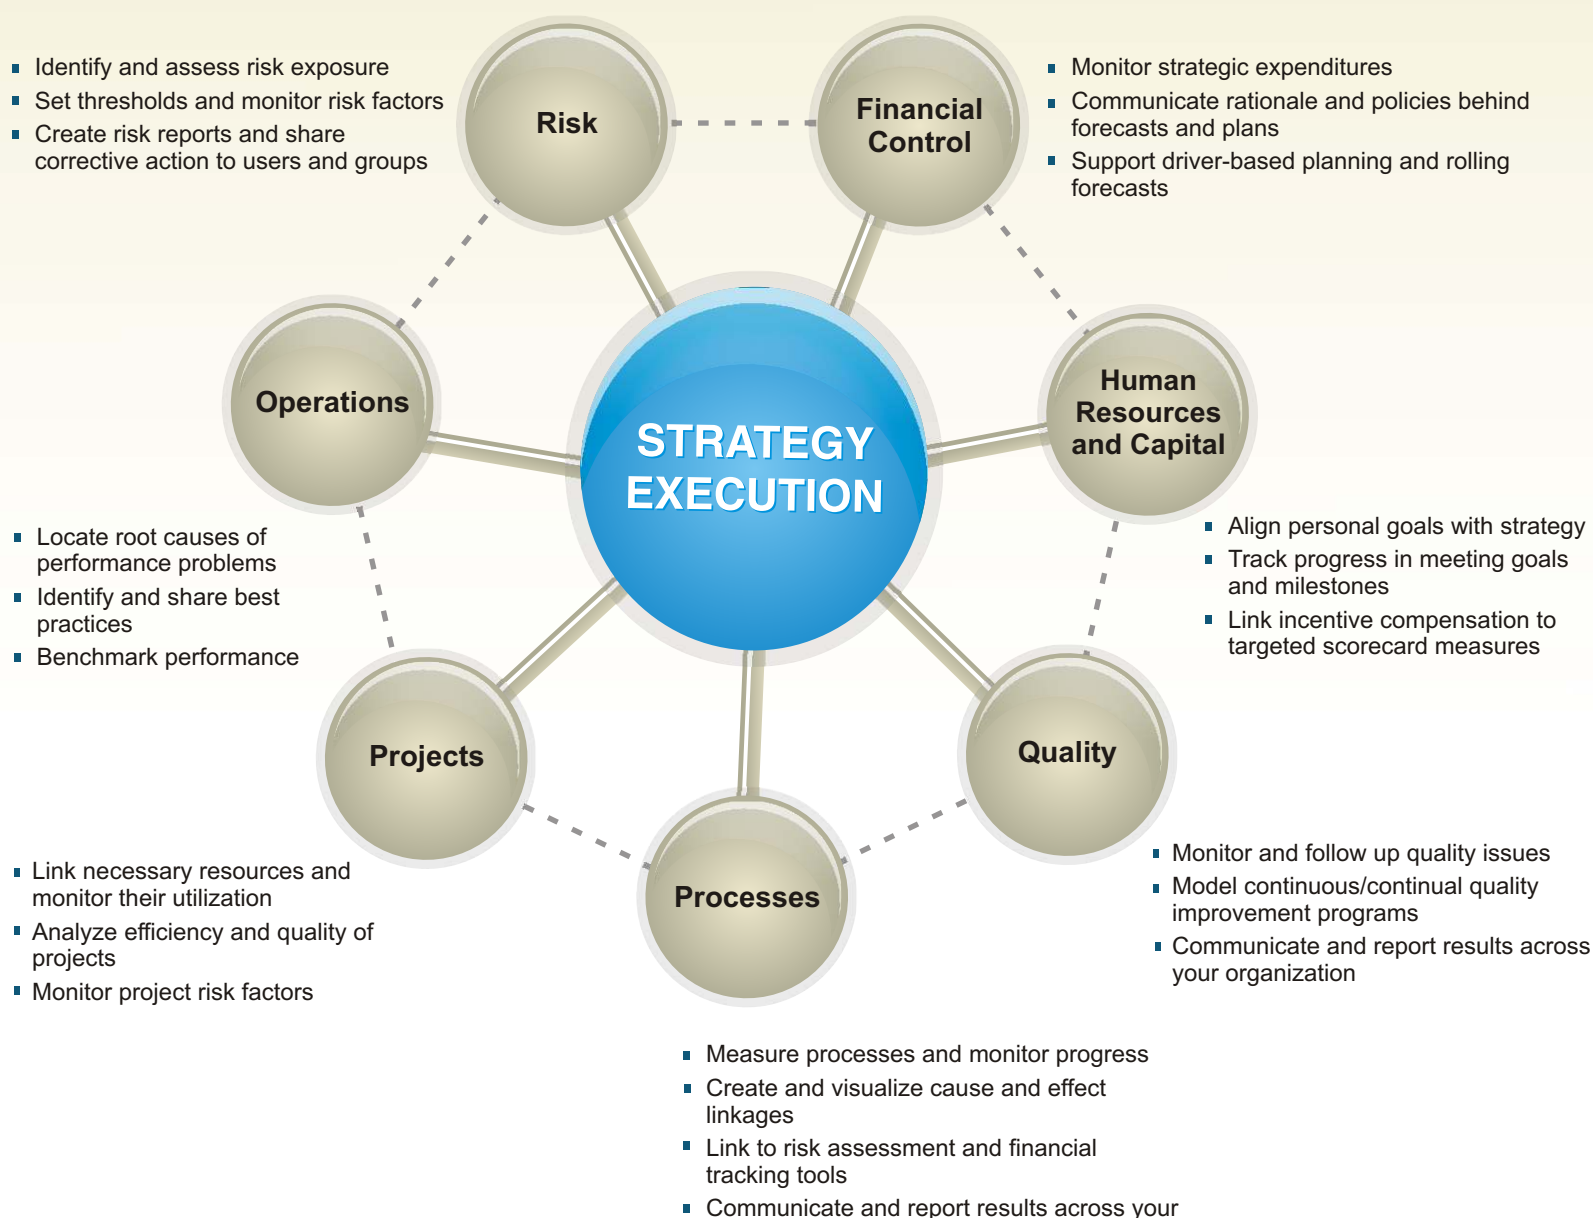 Risk
▪ Identify and assess risk exposure
▪ Set thresholds and monitor risk factors
▪ Create risk reports and share
corrective action to users and groups
Financial
Control
▪ Monitor strategic expenditures
▪ Communicate rationale and policies behind
forecasts and plans
▪ Support driver-based planning and rolling
forecasts
STRATEGY
EXECUTION
Operations
▪ Locate root causes of
performance problems
▪ Identify and share best
practices
▪ Benchmark performance
Human
Resources
and Capital
▪ Align personal goals with strategy
▪ Track progress in meeting goals
and milestones
▪ Link incentive compensation to
targeted scorecard measures
Projects
▪ Link necessary resources and
monitor their utilization
▪ Analyze efficiency and quality of
projects
▪ Monitor project risk factors
Quality
▪ Monitor and follow up quality issues
▪ Model continuous/continual quality
improvement programs
▪ Communicate and report results across
your organization
Processes
▪ Measure processes and monitor progress
▪ Create and visualize cause and effect
linkages
▪ Link to risk assessment and financial
tracking tools
▪ Communicate and report results across your